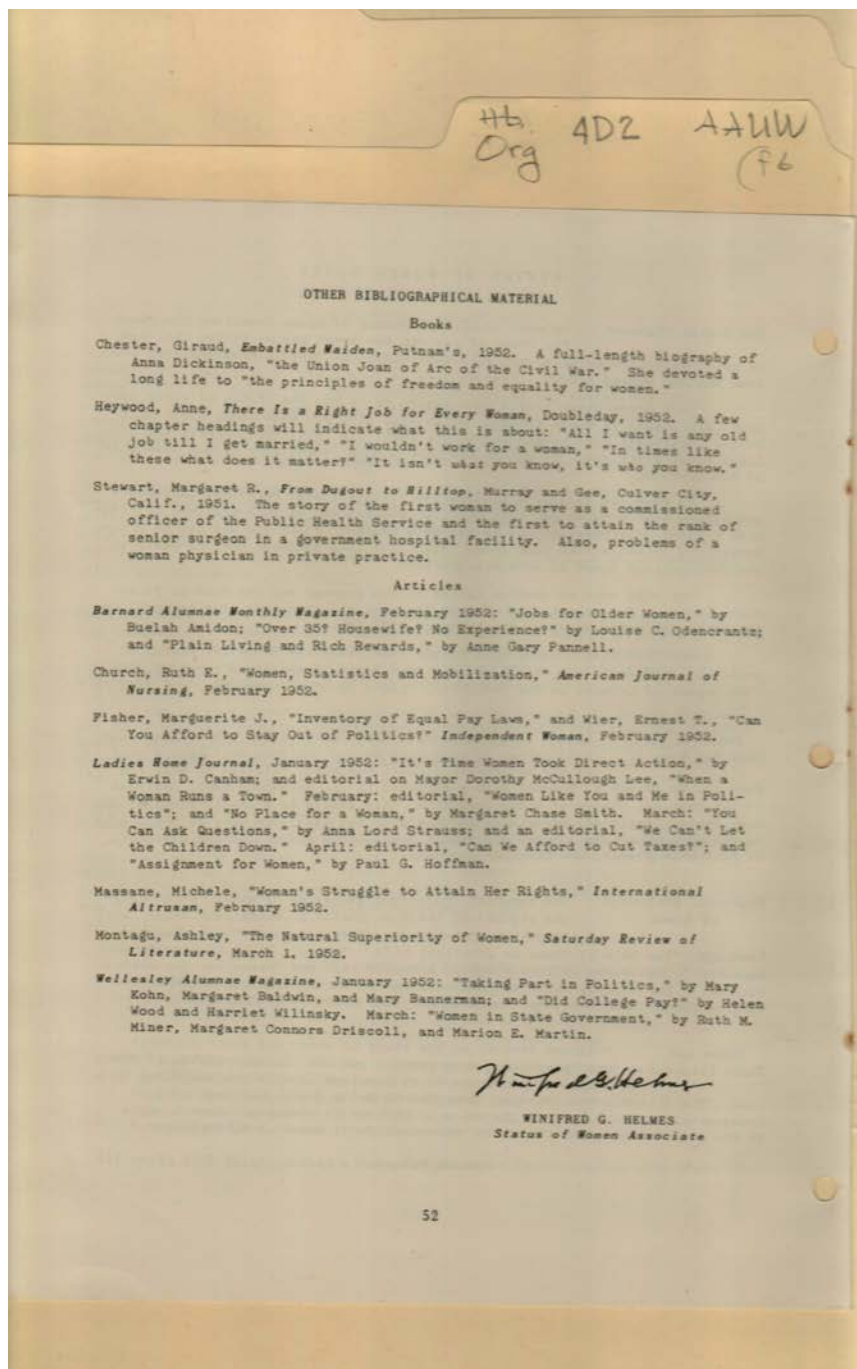 4D2 AAUW
Org
OTHER BIBLIOGRAPHICAL MATERIAL
Books
Chester, Giraud, Embattled Maiden, Putnam's, 1952. A full-length biography of
Anna Dickinson, "the Union Joan of Arc of the Civil War." She devoted a
long life to "the principles of freedom and equality for women."
Heywood, Anne, There Is a Right Job for Every Woman, Doubleday, 1952. A few
chapter headings will indicate what this is about: "All I want is any old
job till I get married," "I wouldn't work for a woman," "In times like
these what does it matter?" "It isn't what you know, it's who you know."
Stewart, Margaret R., From Dugout to Hilltop, Murray and Gee, Culver City,
Calif., 1951. The story of the first woman to serve as a commissioned
officer of the Public Health Service and the first to attain the rank of
senior surgeon in a government hospital facility. Also, problems of a
woman physician in private practice.
Articles
Barnard Alumnae Monthly Magazine, February 1952: "Jobs for Older Women," by
Buelah Amidon; "Over 35? Housewife? No Experience?" by Louise C. Odencrantz;
and "Plain Living and Rich Rewards," by Anne Gary Pannell.
Church, Ruth E., "Women, Statistics and Mobilization," American Journal of
Nursing, February 1952.
Fisher, Marguerite J., "Inventory of Equal Pay Laws," and Wier, Ernest T., "Can
You Afford to Stay Out of Politics?" Independent Woman, February 1952.
Ladies Home Journal, January 1952: "It's Time Women Took Direct Action," by
Erwin D. Canham; and editorial on Mayor Dorothy McCullough Lee, "When a
Woman Runs a Town." February: editorial, "Women Like You and Me in Poli-
tics"; and "No Place for a Woman," by Margaret Chase Smith. March: "You
Can Ask Questions," by Anna Lord Strauss; and an editorial, "We Can't Let
the Children Down." April: editorial, "Can We Afford to Cut Taxes?"; and
"Assignment for Women," by Paul G. Hoffman.
Massane, Michele, "Woman's Struggle to Attain Her Rights," International
Altrusan, February 1952.
Montagu, Ashley, "The Natural Superiority of Women," Saturday Review of
Literature, March 1, 1952.
Wellesley Alumnae Magazine, January 1952: "Taking Part in Politics," by Mary
Kohn, Margaret Baldwin, and Mary Bannerman; and "Did College Pay?" by Helen
Wood and Harriet Wilinsky. March: "Women in State Government," by Ruth M.
Miner, Margaret Connors Driscoll, and Marion E. Martin.
Winifred G. Helmes
WINIFRED G. HELMES
Status of Women Associate
52